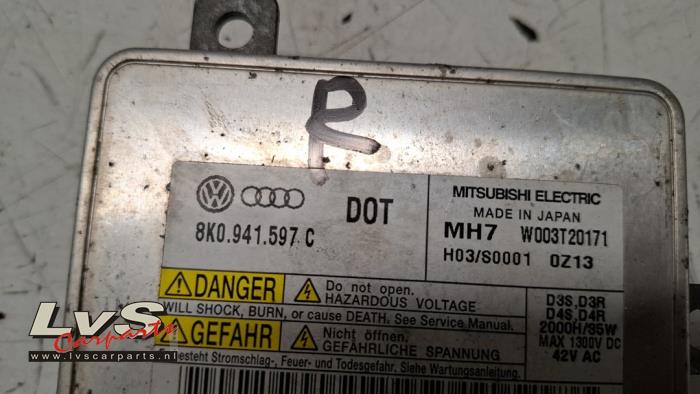 R
DOT
8K0.941.597 C
MITSUBISHI ELECTRIC
MADE IN JAPAN
MH7 W003T20171
H03/S0001 0Z13
DANGER
Do not open.
HAZARDOUS VOLTAGE
WILL SHOCK, BURN, or cause DEATH. See Service Manual.
GEFAHR
Nicht öffnen.
GEFÄHRLICHE SPANNUNG
esteht Stromschlag-, Feuer- und Todesgefahr. Siehe Wartungsanleitung.
D3S,D3R
D4S,D4R
2000H/35W
MAX 1300V DC
42V AC
LvS
Carparts
www.lvscarparts.nl